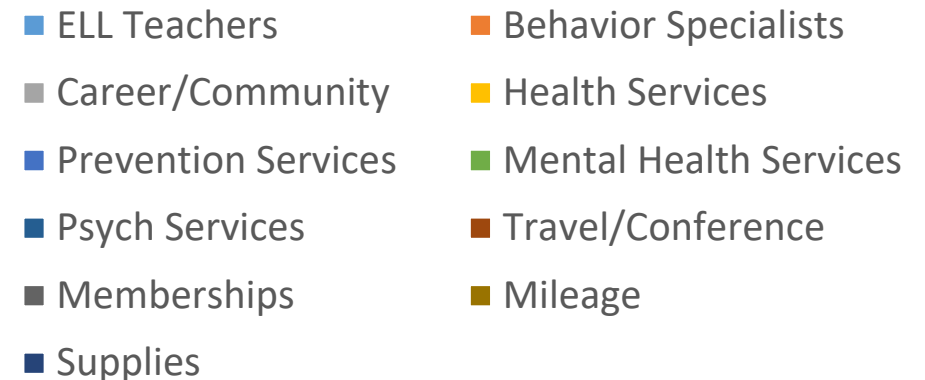 ELL Teachers Behavior Specialists
Career/Community Health Services
Prevention Services Mental Health Services
Psych Services Travel/Conference
Memberships Mileage
Supplies